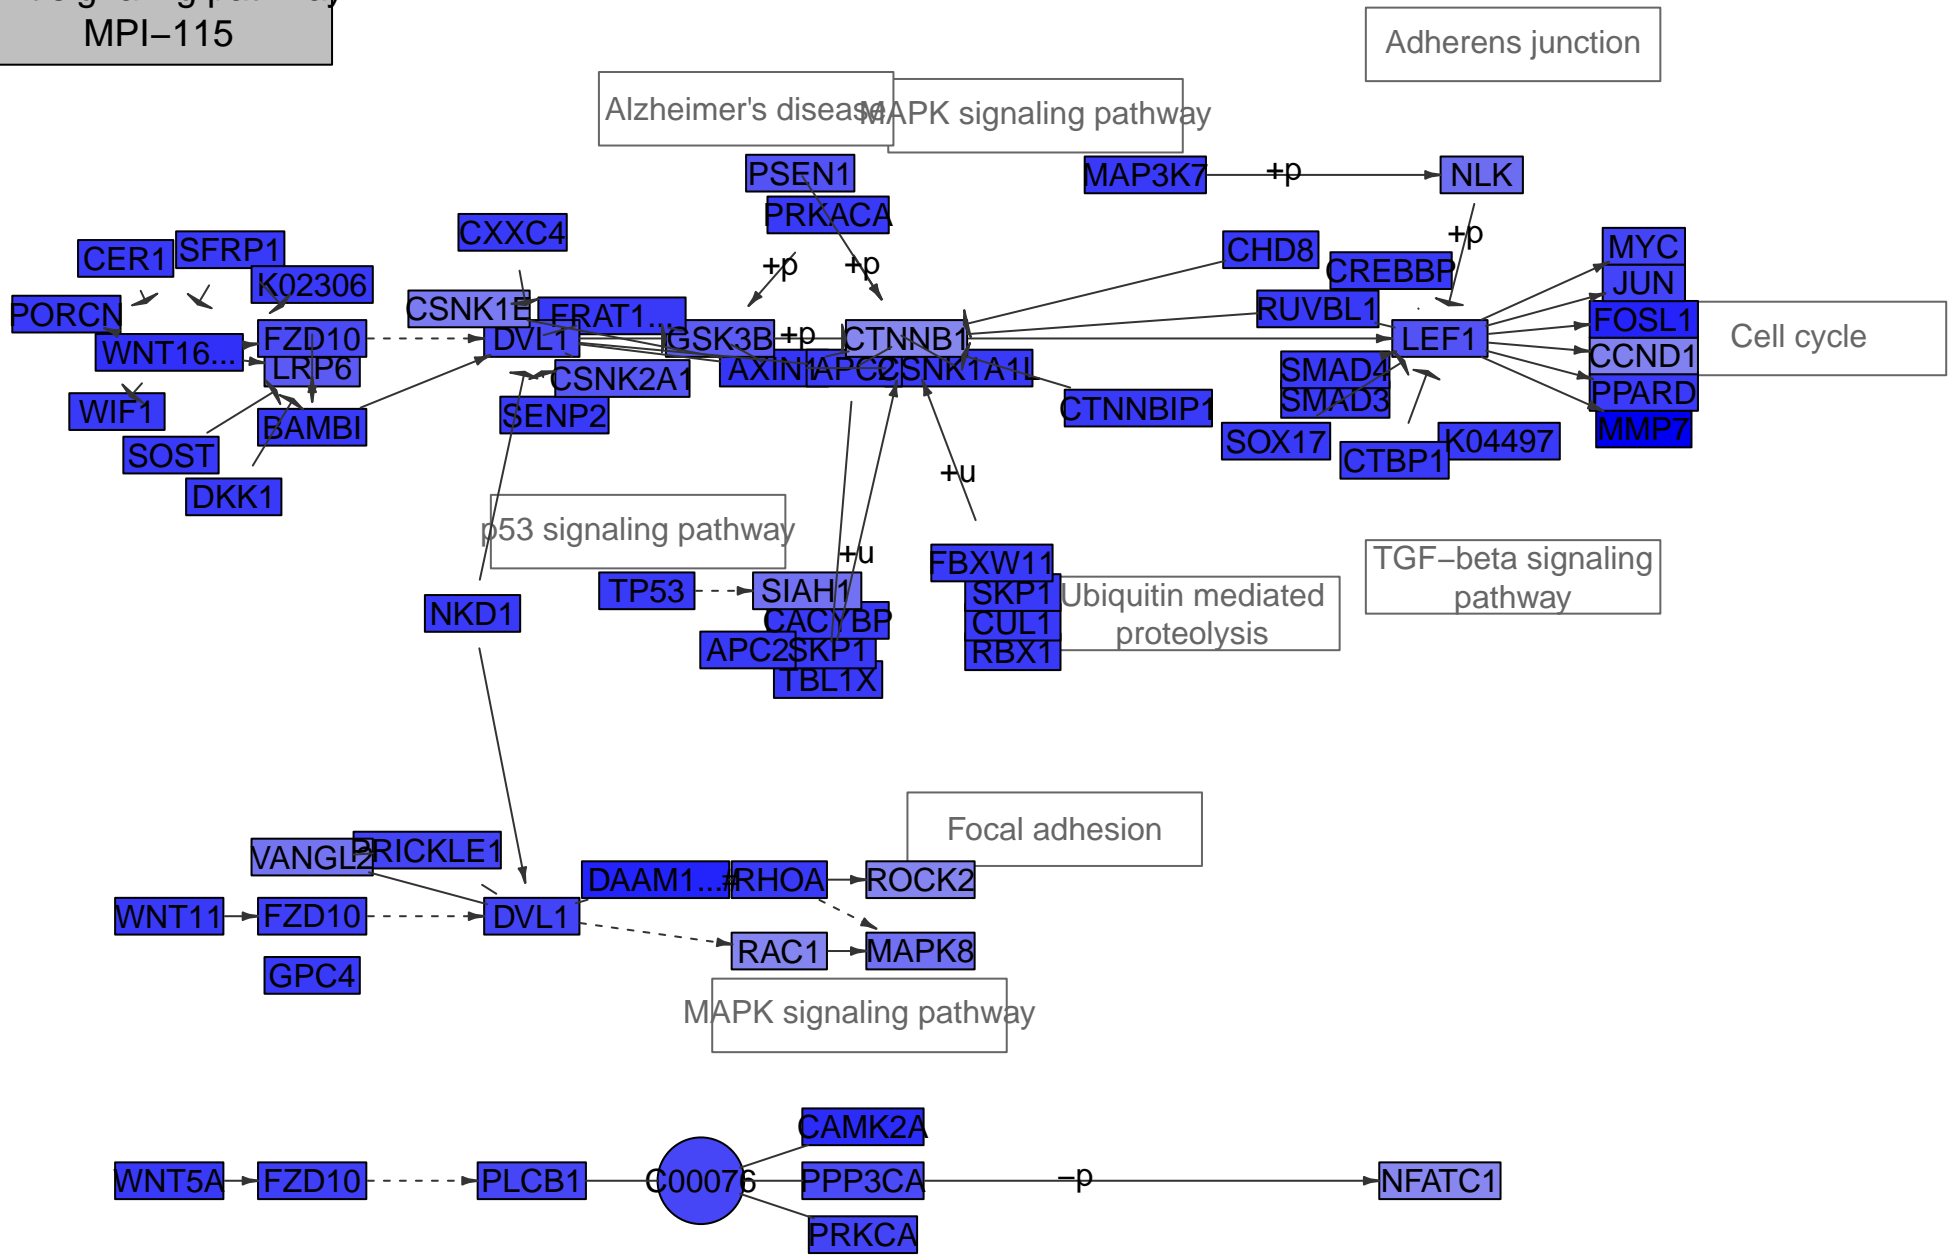 signaling pathway
MPI−115
Adherens junction
Alzheimer's disease
MAPK signaling pathway
PSEN1
MAP3K7
+p
NLK
PRKACA
CXXC4
+p
CER1
SFRP1
CHD8
MYC
K02306
+p
+p
CREBBP
JUN
PORCN
CSNK1E
FRAT1...
RUVBL1
FOSL1
WNT16...
FZD10
DVL1
GSK3B
+p
CTNNB1
LEF1
Cell cycle
LRP6
CSNK2A1
AXIN1
APC2
CSNK1A1L
SMAD4
CCND1
WIF1
SENP2
CTNNBIP1
SMAD3
PPARD
BAMBI
SOX17
K04497
MMP7
SOST
CTBP1
DKK1
+u
p53 signaling pathway
+u
FBXW11
TGF−beta signaling
pathway
TP53
SIAH1
SKP1
Ubiquitin mediated
proteolysis
NKD1
CACYBP
CUL1
APC2
SKP1
RBX1
TBL1X
Focal adhesion
VANGL2
PRICKLE1
DAAM1...
RHOA
ROCK2
WNT11
FZD10
DVL1
RAC1
MAPK8
GPC4
MAPK signaling pathway
CAMK2A
WNT5A
FZD10
PLCB1
C00076
PPP3CA
−p
NFATC1
PRKCA